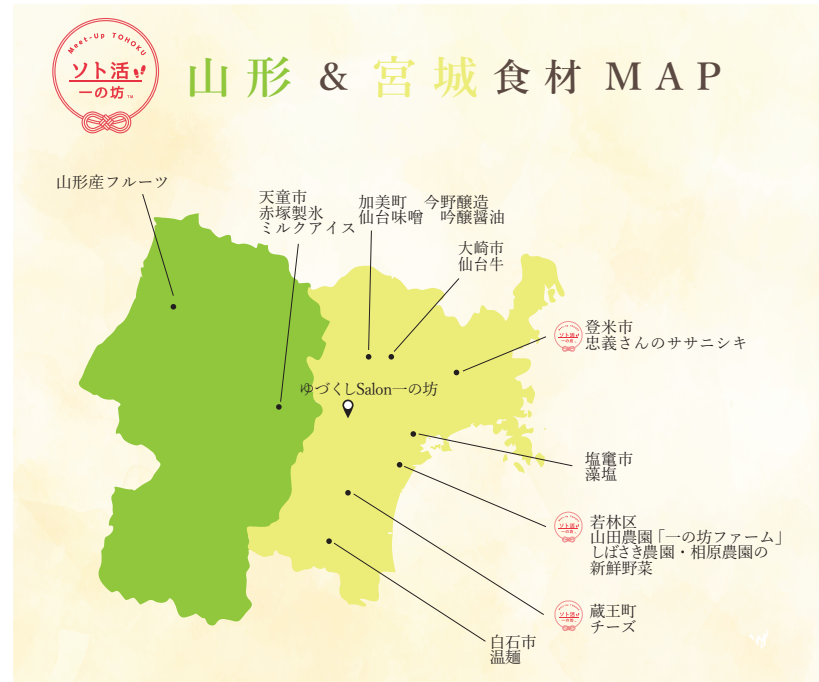 Meet-Up TOHOKU
ソト活
一の坊
TM
山形 & 宮城食材MAP
山形産フルーツ
天童市
赤塚製氷
ミルクアイス
加美町　今野醸造
仙台味噌　吟醸醤油
大崎市
仙台牛
登米市
忠義さんのササニシキ
ゆづくしSalon一の坊
塩竈市
藻塩
若林区
山田農園「一の坊ファーム」
しばさき農園・相原農園の
新鮮野菜
蔵王町
チーズ
白石市
温麺